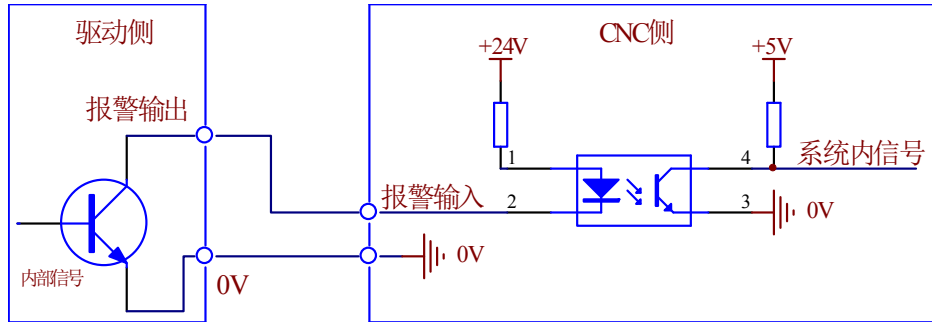 驱动侧
CNC侧
+24V
+5V
报警输出
1
4
系统内信号
报警输入
2
3
0V
内部信号
0V
0V